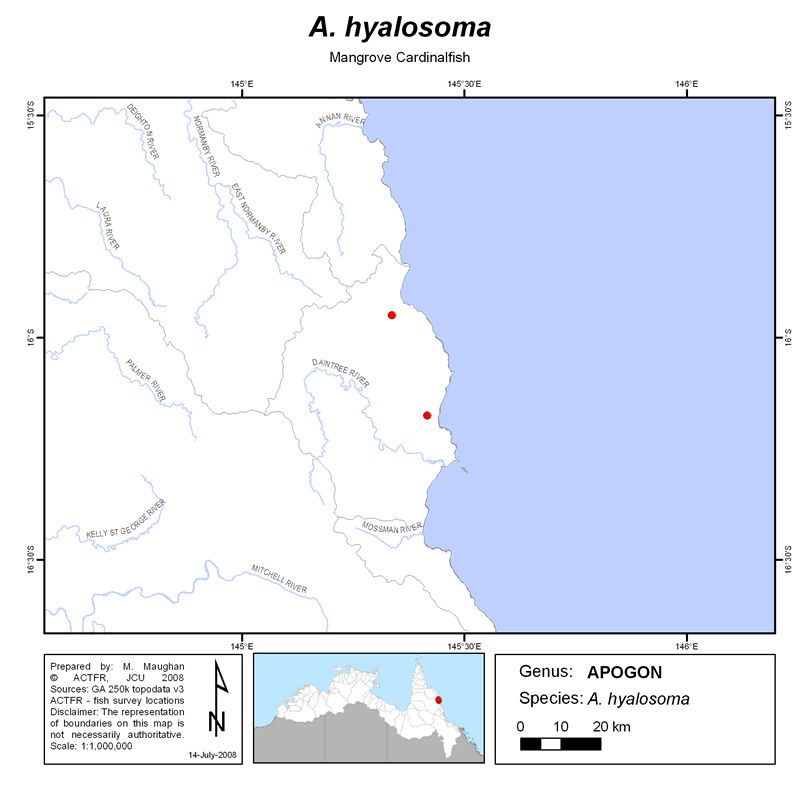 A. hyalosoma
Mangrove Cardinalfish
145°E
145°30'E
146°E
15°30'S
15°30'S
DEIGHTON RIVER
NORMANBY RIVER
ANNAN RIVER
EAST NORMANBY RIVER
LAURA RIVER
16°S
16°S
DAINTREE RIVER
PALMER RIVER
KELLY ST GEORGE RIVER
MOSSMAN RIVER
16°30'S
16°30'S
MITCHELL RIVER
145°E
145°30'E
146°E
Prepared by: M. Maughan
© ACTFR, JCU 2008
Sources: GA 250k topodata v3
ACTFR - fish survey locations
Disclaimer: The representation
of boundaries on this map is
not necessarily authoritative.
Scale: 1:1,000,000
N
14-July-2008
Genus: APOGON
Species: A. hyalosoma
0 10 20 km